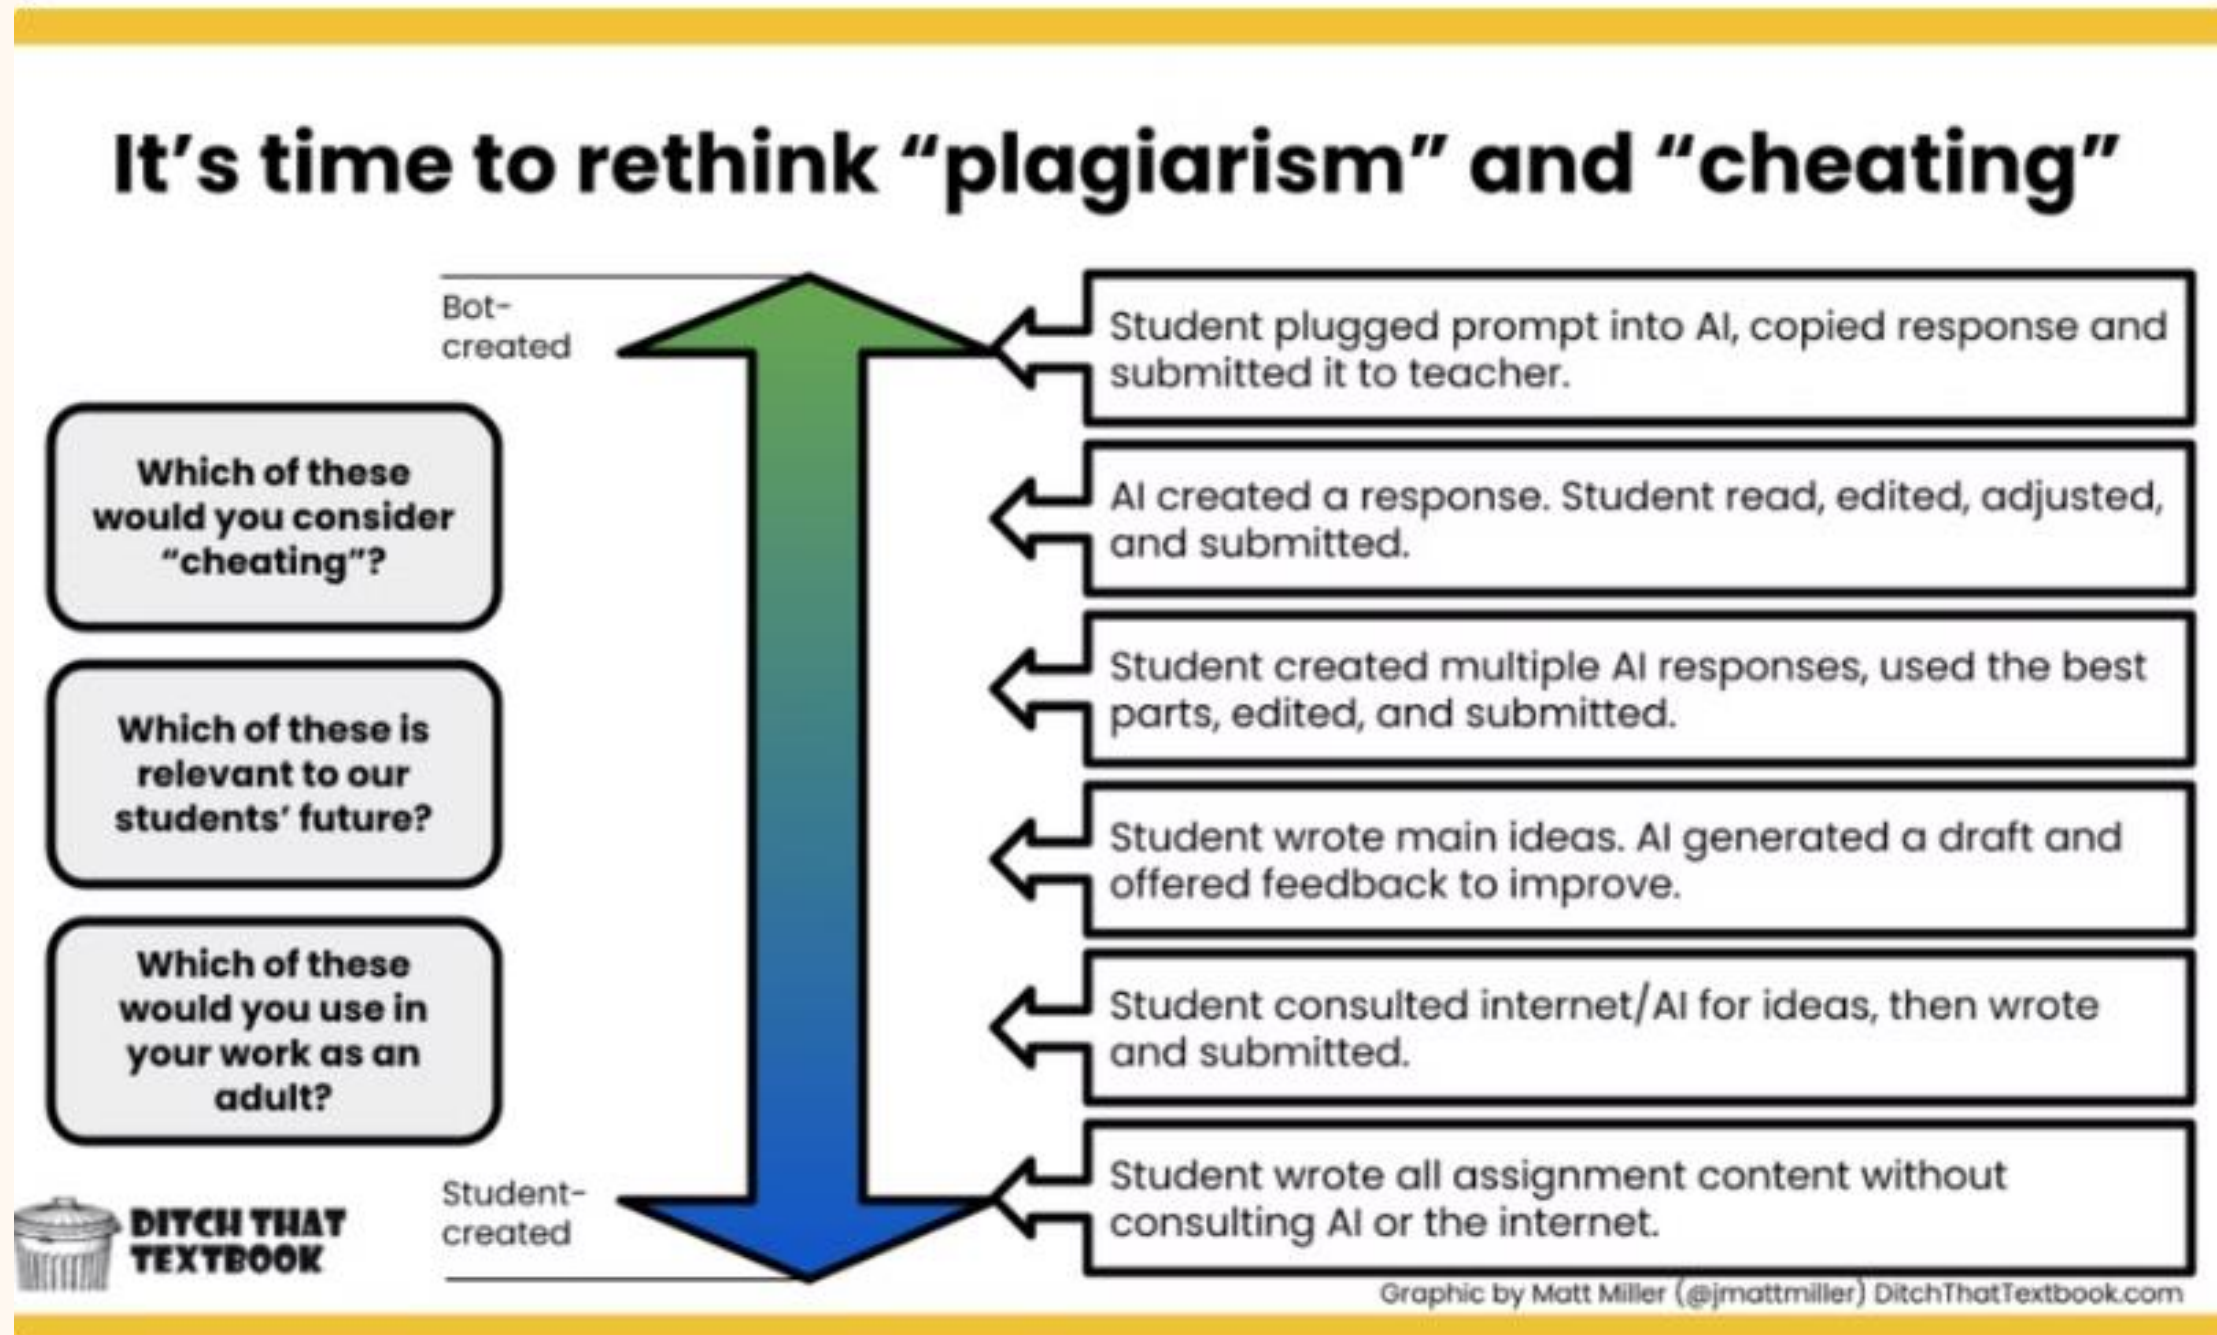 It's time to rethink “plagiarism” and “cheating”
Bot-
created
Which of these
would you consider
“cheating”?
Which of these is
relevant to our
students’ future?
Which of these
would you use in
your work as an
adult?
Student-
created
DITCH THAT
TEXTBOOK
Student plugged prompt into AI, copied response and
submitted it to teacher.
AI created a response. Student read, edited, adjusted,
and submitted.
Student created multiple AI responses, used the best
parts, edited, and submitted.
Student wrote main ideas. AI generated a draft and
offered feedback to improve.
Student consulted internet/AI for ideas, then wrote
and submitted.
Student wrote all assignment content without
consulting AI or the internet.
Graphic by Matt Miller (@jmattmiller) DitchThatTextbook.com